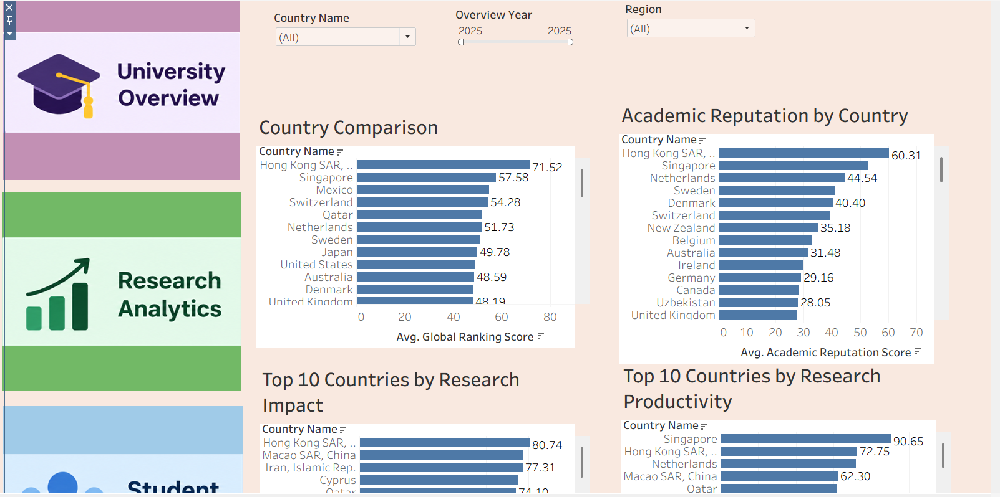 University
Overview
Research
Analytics
Student
Country Name
(All)
Overview Year
2025 2025
Region
(All)
Country Comparison
Country Name
Hong Kong SAR, .. 71.52
Singapore 57.58
Mexico
Switzerland 54.28
Qatar
Netherlands 51.73
Sweden
Japan 49.78
United States
Australia 48.59
Denmark
United Kingdom 48.19
0 20 40 60 80
Avg. Global Ranking Score
Academic Reputation by Country
Country Name
Hong Kong SAR, .. 60.31
Singapore
Netherlands 44.54
Sweden
Denmark 40.40
Switzerland
New Zealand 35.18
Belgium
Australia 31.48
Ireland
Germany 29.16
Canada
Uzbekistan 28.05
United Kingdom
0 10 20 30 40 50 60 70
Avg. Academic Reputation Score
Top 10 Countries by Research
Impact
Country Name
Hong Kong SAR, .. 80.74
Macao SAR, China
Iran, Islamic Rep. 77.31
Cyprus
Qatar 74.10
Top 10 Countries by Research
Productivity
Country Name
Singapore 90.65
Hong Kong SAR, .. 72.75
Netherlands
Macao SAR, China 62.30
Qatar